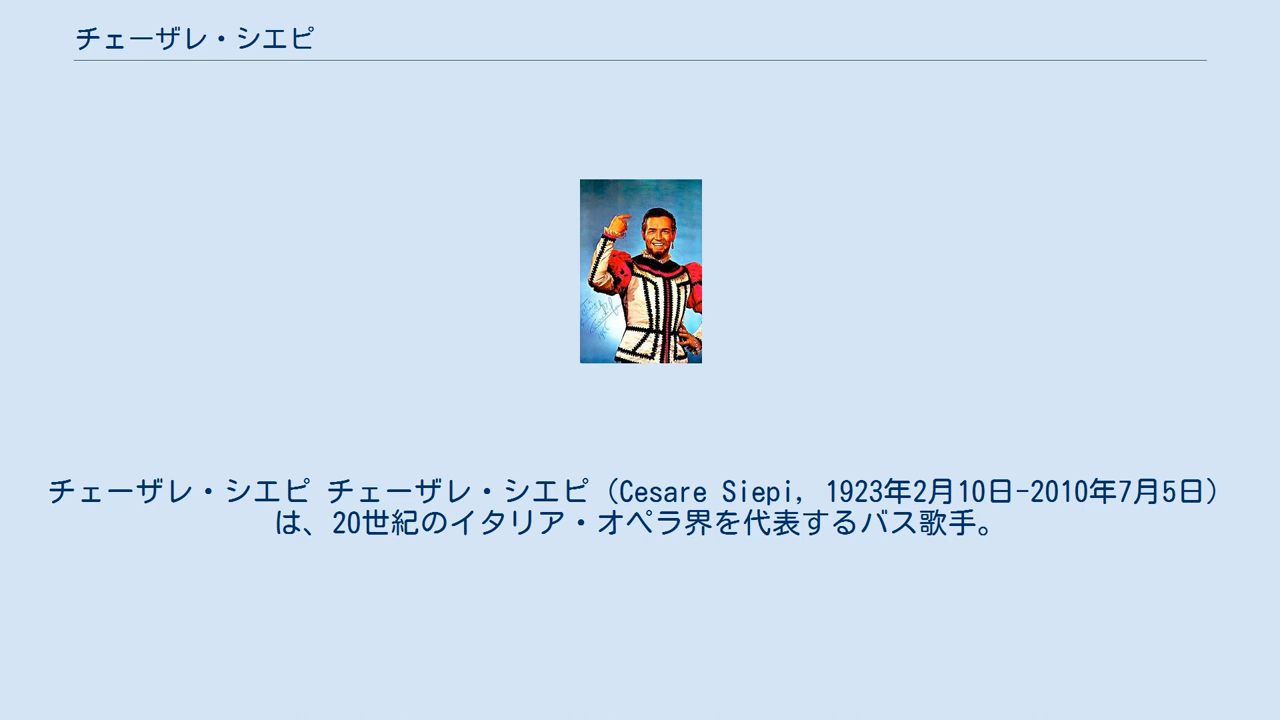 チェーザレ・シエピ
チェーザレ・シエピ チェーザレ・シエピ（Cesare Siepi, 1923年2月10日-2010年7月5日）
は、20世紀のイタリア・オペラ界を代表するバス歌手。